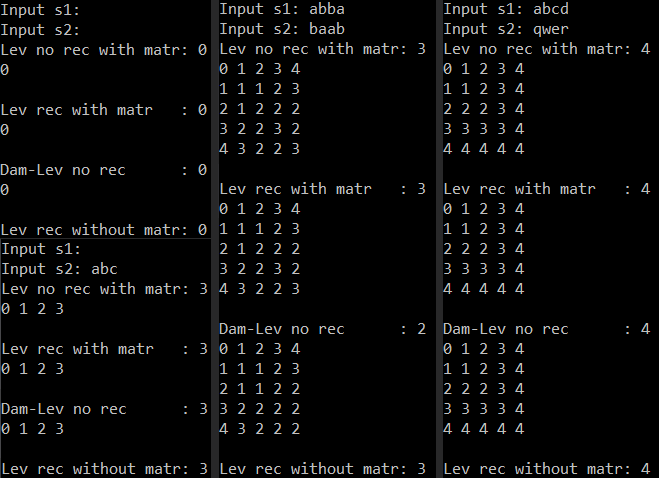 Input s1:
Input s2:
Lev no rec with matr: 0
0
Lev rec with matr   : 0
0
Dam-Lev no rec      : 0
0
Lev rec without matr: 0
Input s1:
Input s2: abc
Lev no rec with matr: 3
0 1 2 3
Lev rec with matr   : 3
0 1 2 3
Dam-Lev no rec      : 3
0 1 2 3
Lev rec without matr: 3
Input s1: abba
Input s2: baab
Lev no rec with matr: 3
0 1 2 3 4
1 1 1 2 3
2 1 2 2 2
3 2 2 3 2
4 3 2 2 3
Lev rec with matr   : 3
0 1 2 3 4
1 1 1 2 3
2 1 2 2 2
3 2 2 3 2
4 3 2 2 3
Dam-Lev no rec      : 2
0 1 2 3 4
1 1 1 2 3
2 1 1 2 2
3 2 2 2 2
4 3 2 2 2
Lev rec without matr: 3
Input s1: abcd
Input s2: qwer
Lev no rec with matr: 4
0 1 2 3 4
1 1 2 3 4
2 2 2 3 4
3 3 3 3 4
4 4 4 4 4
Lev rec with matr   : 4
0 1 2 3 4
1 1 2 3 4
2 2 2 3 4
3 3 3 3 4
4 4 4 4 4
Dam-Lev no rec      : 4
0 1 2 3 4
1 1 2 3 4
2 2 2 3 4
3 3 3 3 4
4 4 4 4 4
Lev rec without matr: 4